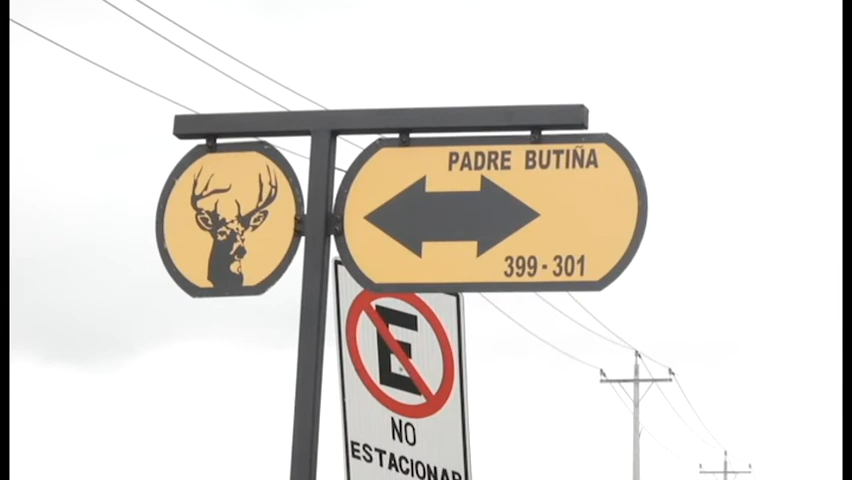 PADRE BUTIÑA
399-301
E
NO
ESTACIONAR